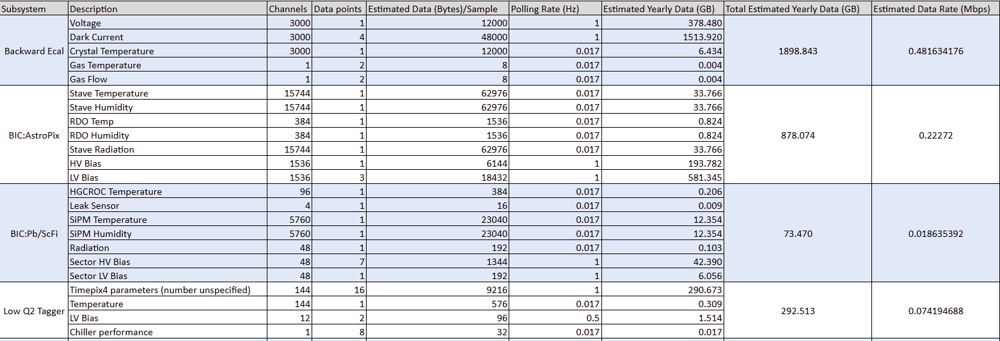 Subsystem Description Channels Data points Estimated Data (Bytes)/Sample Polling Rate (Hz) Estimated Yearly Data (GB) Total Estimated Yearly Data (GB) Estimated Data Rate (Mbps)
Voltage 3000 1 12000 1 378.480
Dark Current 3000 4 48000 1 1513.920
Backward Ecal Crystal Temperature 3000 1 12000 0.017 6.434 1898.843 0.481634176
Gas Temperature 1 2 8 0.017 0.004
Gas Flow 1 2 8 0.017 0.004
Stave Temperature 15744 1 62976 0.017 33.766
Stave Humidity 15744 1 62976 0.017 33.766
RDO Temp 384 1 1536 0.017 0.824
BIC:AstroPix RDO Humidity 384 1 1536 0.017 0.824 878.074 0.22272
Stave Radiation 15744 1 62976 0.017 33.766
HV Bias 1536 1 6144 1 193.782
LV Bias 1536 3 18432 1 581.345
HGCROC Temperature 96 1 384 0.017 0.206
Leak Sensor 4 1 16 0.017 0.009
SiPM Temperature 5760 1 23040 0.017 12.354
BIC:Pb/ScFi SiPM Humidity 5760 1 23040 0.017 12.354 73.470 0.018635392
Radiation 48 1 192 0.017 0.103
Sector HV Bias 48 7 1344 1 42.390
Sector LV Bias 48 1 192 1 6.056
Timepix4 parameters (number unspecified) 144 16 9216 1 290.673
Temperature 144 1 576 0.017 0.309
Low Q2 Tagger 292.513 0.074194688
LV Bias 12 2 96 0.5 1.514
Chiller performance 1 8 32 0.017 0.017